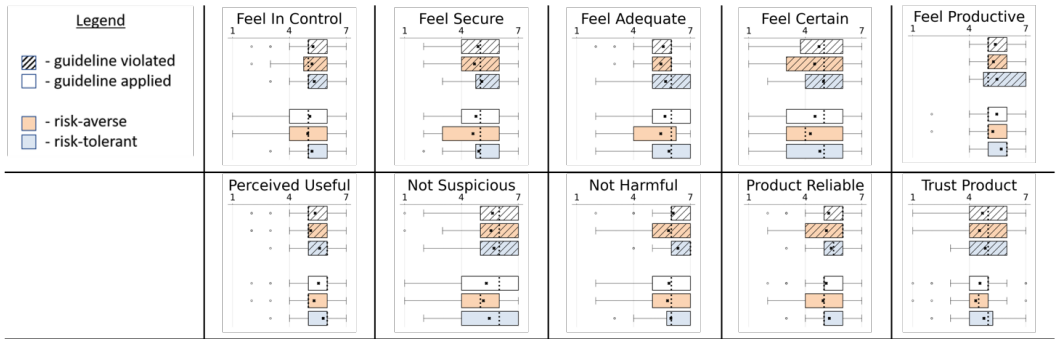 Legend
- guideline violated
- guideline applied
- risk-averse
- risk-tolerant
Feel In Control
1 4 7
Feel Secure
1 4 7
Feel Adequate
1 4 7
Feel Certain
1 4 7
Feel Productive
1 4 7
Perceived Useful
1 4 7
Not Suspicious
1 4 7
Not Harmful
1 4 7
Product Reliable
1 4 7
Trust Product
1 4 7